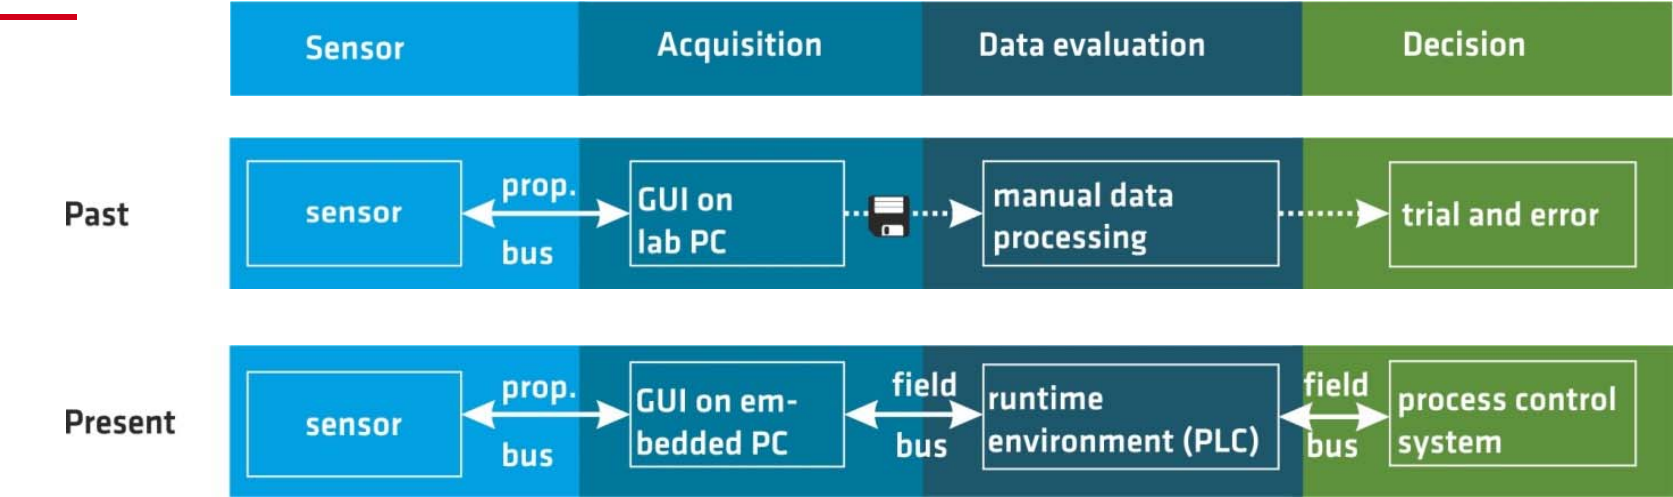 Sensor
Acquisition
Data evaluation
Decision
Past
sensor
prop.
bus
GUI on
lab PC
manual data
processing
trial and error
Present
sensor
prop.
bus
GUI on em-
bedded PC
field
bus
runtime
environment (PLC)
field
bus
process control
system